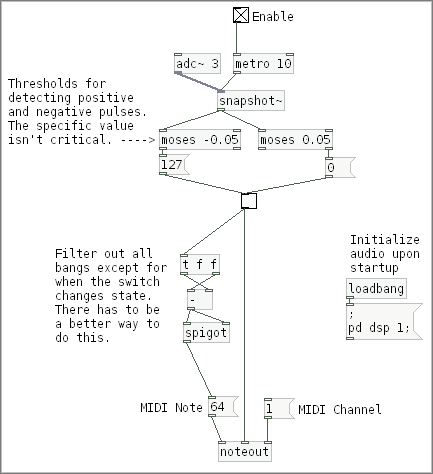 Enable
adc~ 3
metro 10
Thresholds for
detecting positive
and negative pulses.
The specific value
isn't critical. ---->
snapshot~
moses -0.05
moses 0.05
127
0
Filter out all
bangs except for
when the switch
changes state.
There has to be
a better way to
do this.
t f f
-
spigot
Initialize
audio upon
startup
loadbang
;
pd dsp 1;
MIDI Note
64
1
MIDI Channel
noteout